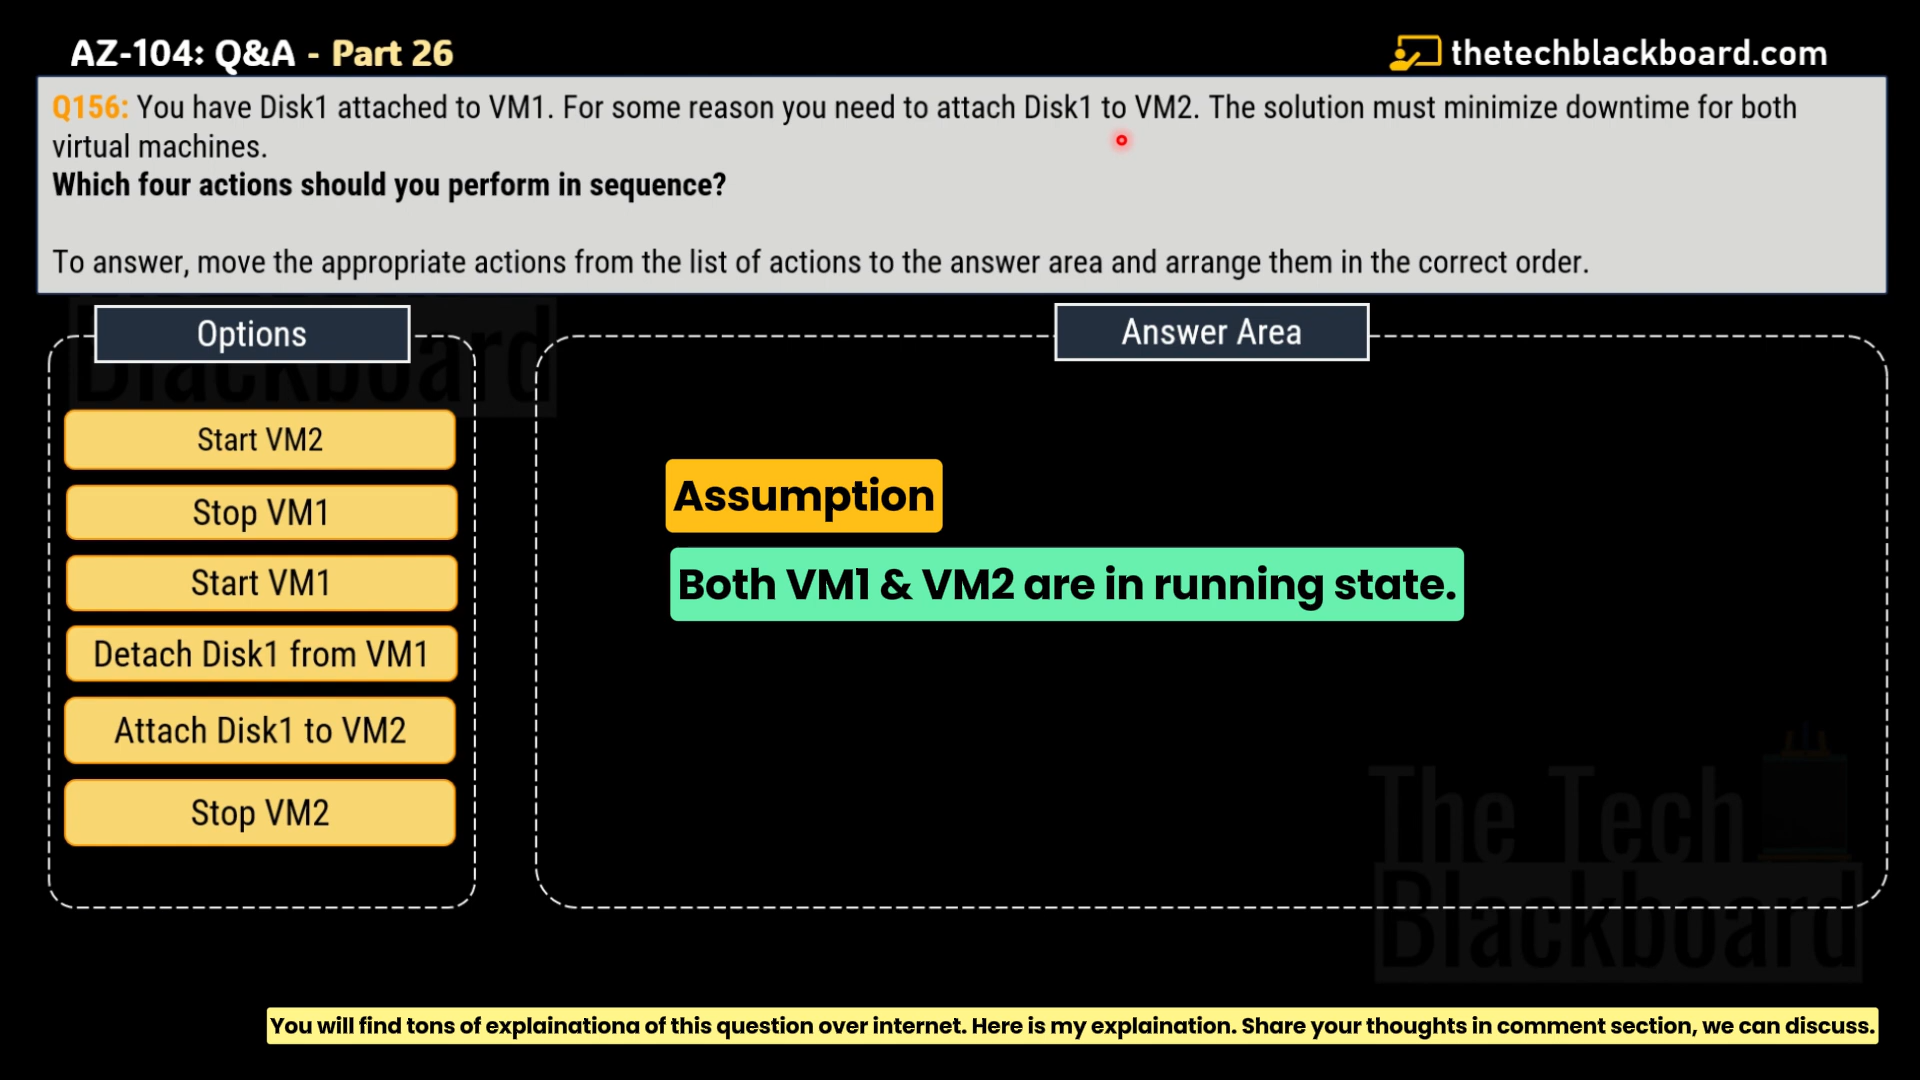 AZ-104: Q&A - Part 26
thetechblackboard.com
Q156: You have Disk1 attached to VM1. For some reason you need to attach Disk1 to VM2. The solution must minimize downtime for both
virtual machines.
Which four actions should you perform in sequence?
To answer, move the appropriate actions from the list of actions to the answer area and arrange them in the correct order.
Options
Blackboard
Answer Area
Start VM2
Stop VM1
Start VM1
Detach Disk1 from VM1
Attach Disk1 to VM2
Stop VM2
Assumption
Both VM1 & VM2 are in running state.
The Tech
Blackboard
You will find tons of explainationa of this question over internet. Here is my explaination. Share your thoughts in comment section, we can discuss.